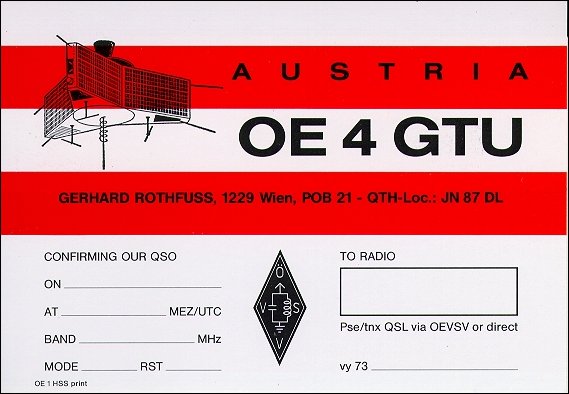 AUSTRIA
OE 4 GTU
GERHARD ROTHFUSS, 1229 Wien, POB 21 - QTH-Loc.: JN 87 DL
CONFIRMING OUR QSO
ON
AT MEZ/UTC
BAND MHz
MODE RST
OE 1 HSS print
O
V S
V
TO RADIO
Pse/tnx QSL via OEVSV or direct
vy 73